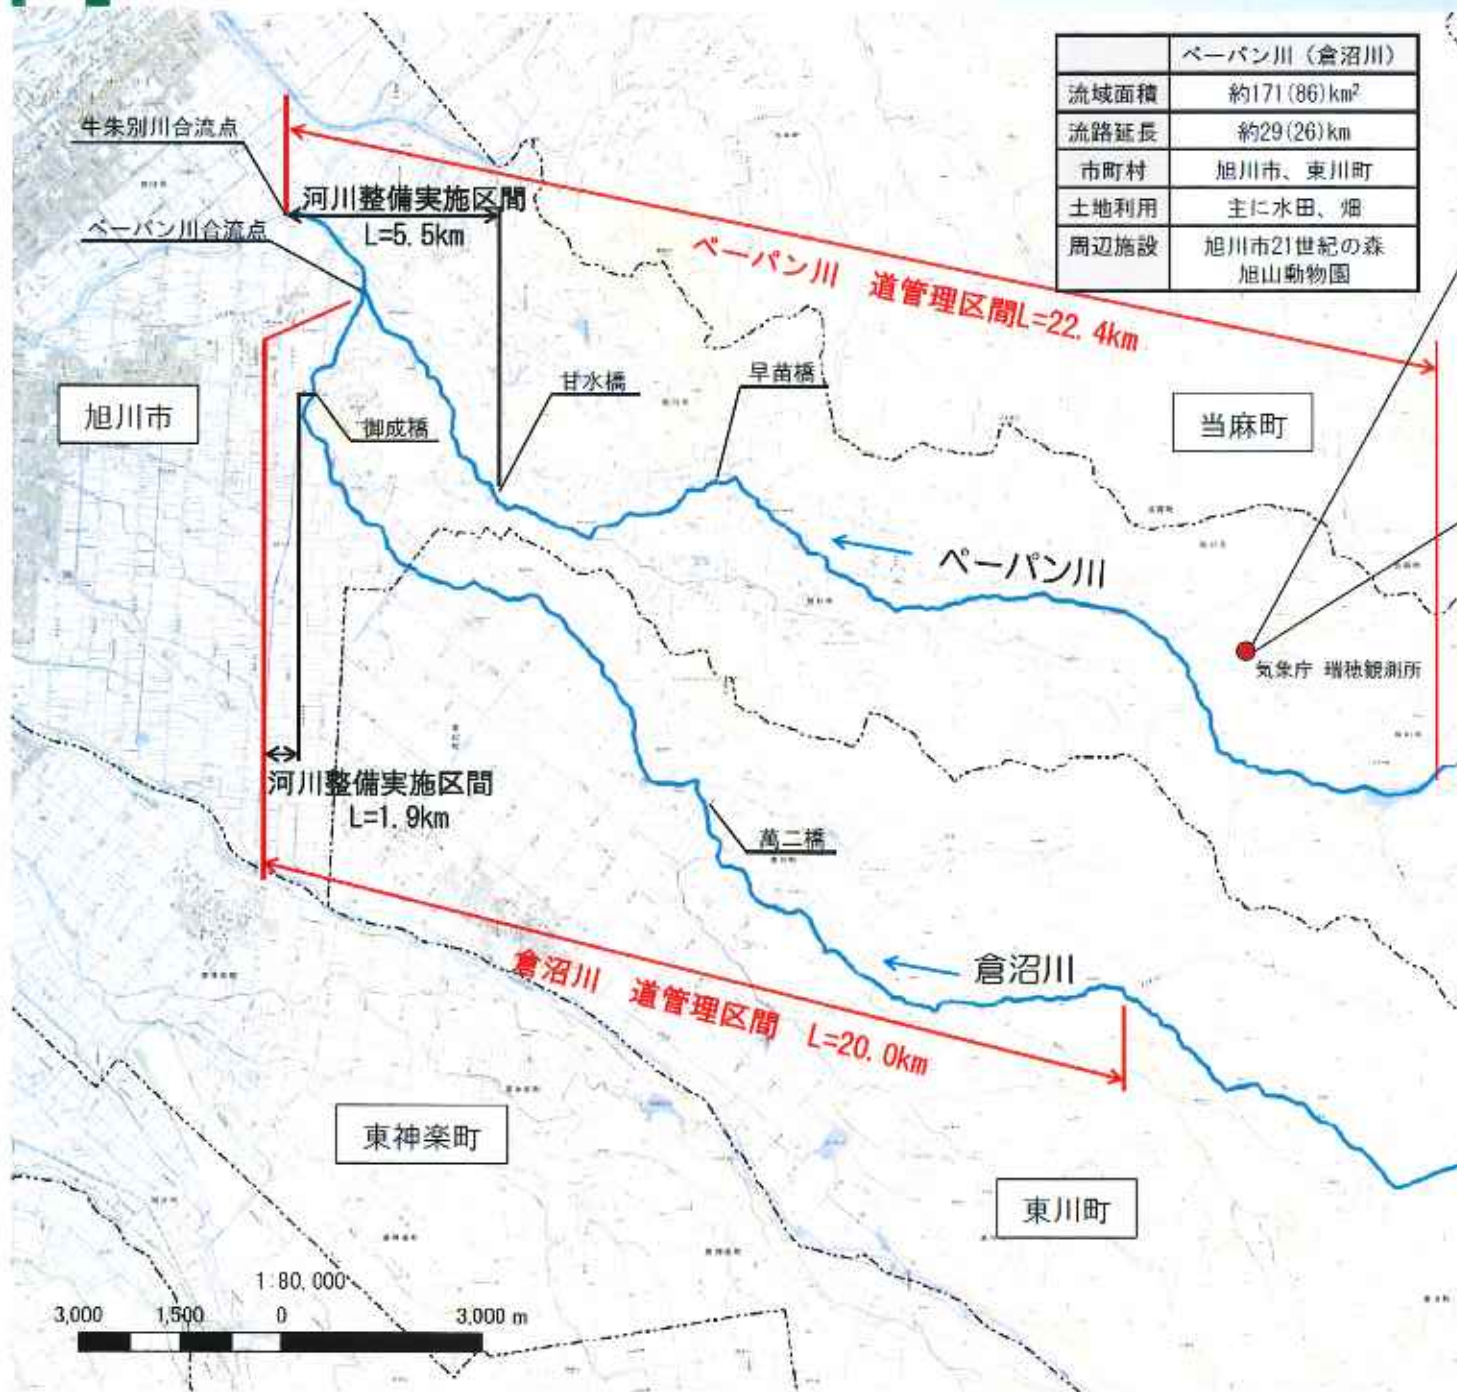 ペーパン川（倉沼川）
流域面積 約171(86)km²
流路延長 約29(26)km
市町村 旭川市、東川町
土地利用 主に水田、畑
周辺施設 旭川市21世紀の森
旭山動物園
牛朱別川合流点
河川整備実施区間
L=5.5km
ペーパン川合流点
ペーパン川 道管理区間L=22.4km
旭川市
御成橋
甘水橋
早苗橋
当麻町
ペーパン川
気象庁 瑞穂観測所
河川整備実施区間
L=1.9km
萬二橋
倉沼川 道管理区間 L=20.0km
倉沼川
東神楽町
東川町
1:80,000
3,000 1,500 0 3,000 m